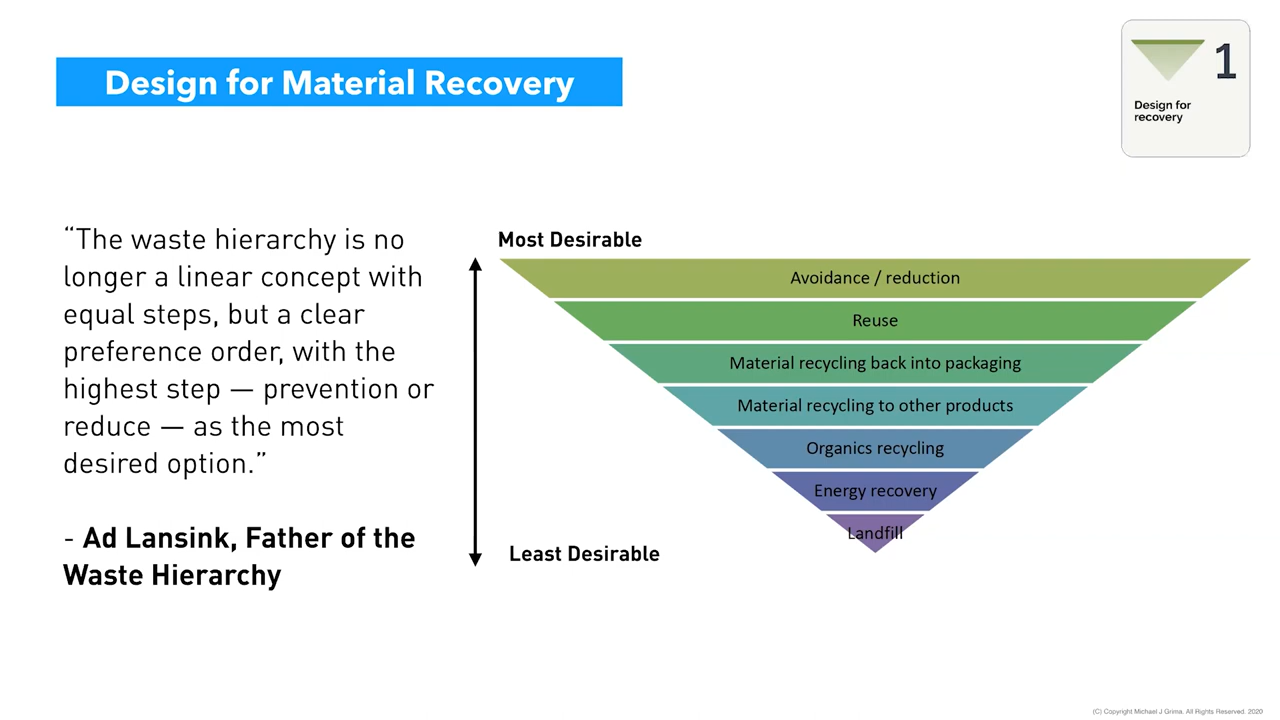 Design for Material Recovery
1
Design for
recovery
“The waste hierarchy is no
longer a linear concept with
equal steps, but a clear
preference order, with the
highest step — prevention or
reduce — as the most
desired option.”
- Ad Lansink, Father of the
Waste Hierarchy
Most Desirable
Avoidance / reduction
Reuse
Material recycling back into packaging
Material recycling to other products
Organics recycling
Energy recovery
Landfill
Least Desirable
(C) Copyright Michael J Grima. All Rights Reserved. 2020